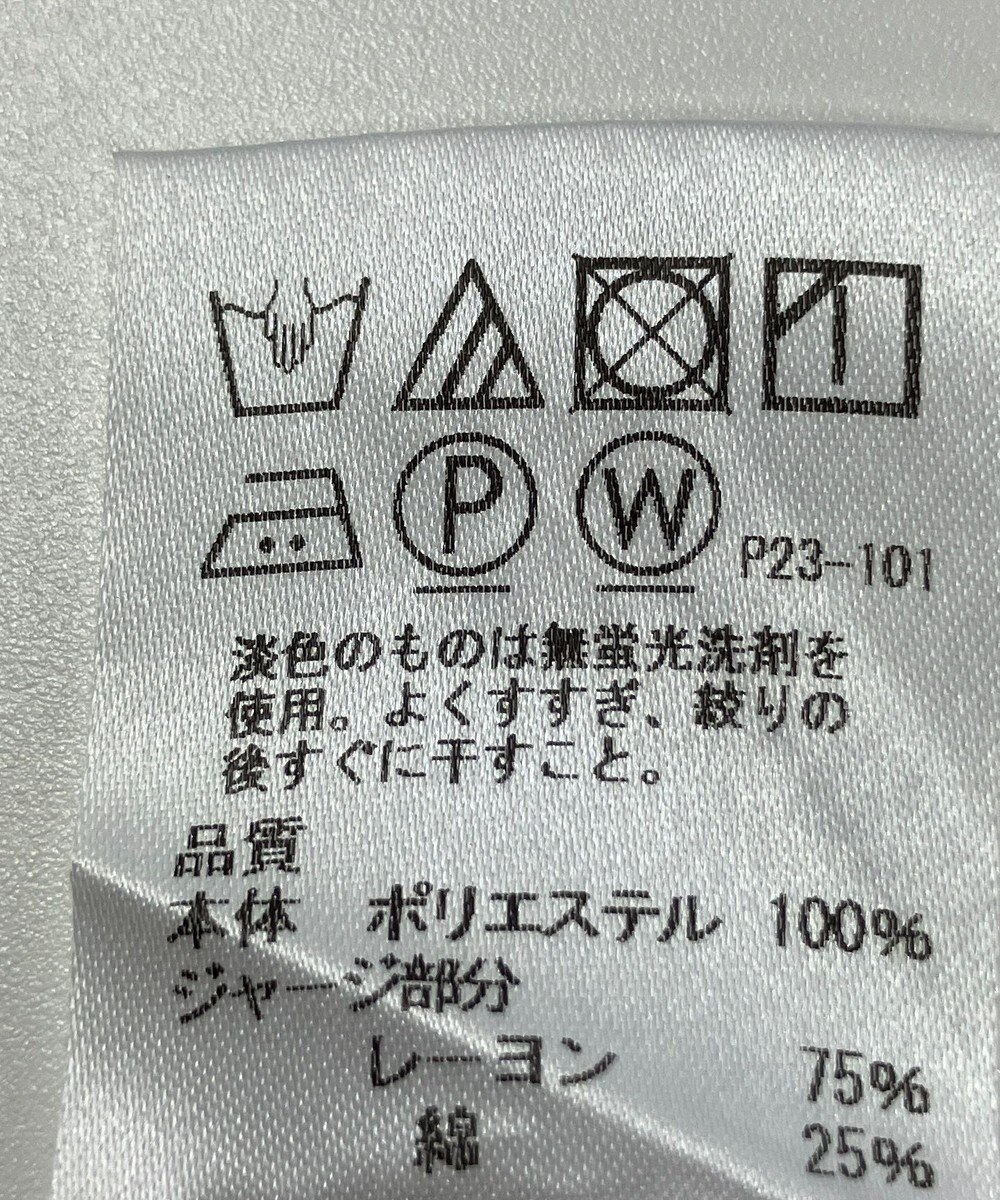 P
W
P23-101
淡色のものは無蛍光洗剤を
使用。よくすすぎ、絞りの
後すぐに干すこと。
品質
本体 ポリエステル 100%
ジャージ部分
レーヨン 75%
綿 25%